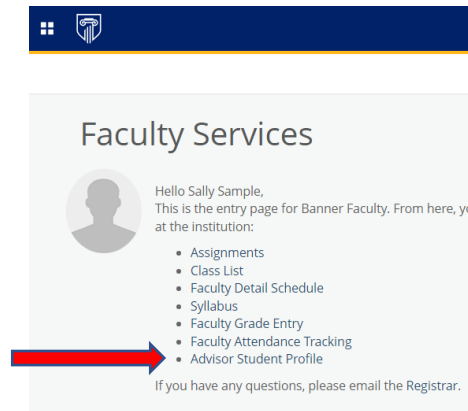 Faculty Services
Hello Sally Sample,
This is the entry page for Banner Faculty. From here,
at the institution:
Assignments
Class List
Faculty Detail Schedule
Syllabus
Faculty Grade Entry
Faculty Attendance Tracking
Advisor Student Profile
If you have any questions, please email the Registrar.